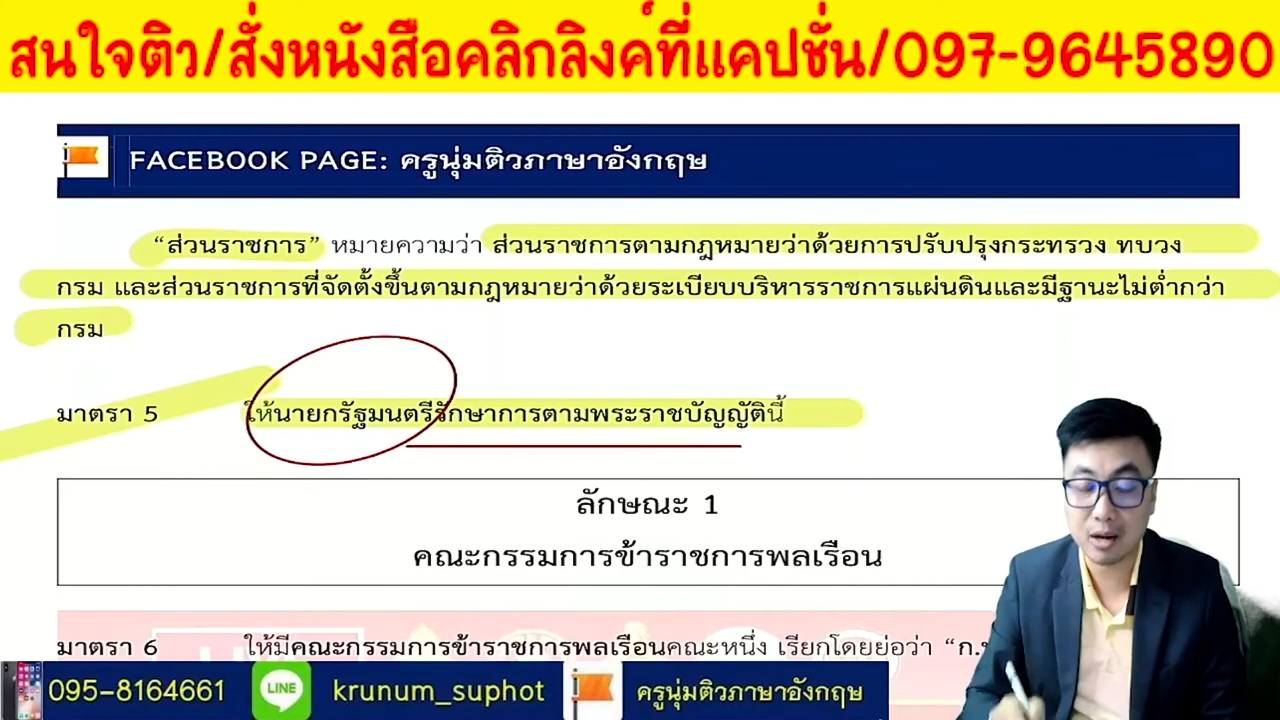 สนใจติว/สั่งหนังสือคลิกลิงค์ที่แคปชั่น/097-9645890
FACEBOOK PAGE: ครูนุ่มติวภาษาอังกฤษ
“ส่วนราชการ” หมายความว่า ส่วนราชการตามกฎหมายว่าด้วยการปรับปรุงกระทรวง ทบวง
กรม และส่วนราชการที่จัดตั้งขึ้นตามกฎหมายว่าด้วยระเบียบบริหารราชการแผ่นดินและมีฐานะไม่ต่ำกว่า
กรม
มาตรา 5 ให้นายกรัฐมนตรีรักษาการตามพระราชบัญญัตินี้
ลักษณะ 1
คณะกรรมการข้าราชการพลเรือน
มาตรา 6 ให้มีคณะกรรมการข้าราชการพลเรือนคณะหนึ่ง เรียกโดยย่อว่า
095-8164661 LINE krunum_suphot ครูนุ่มติวภาษาอังกฤษ